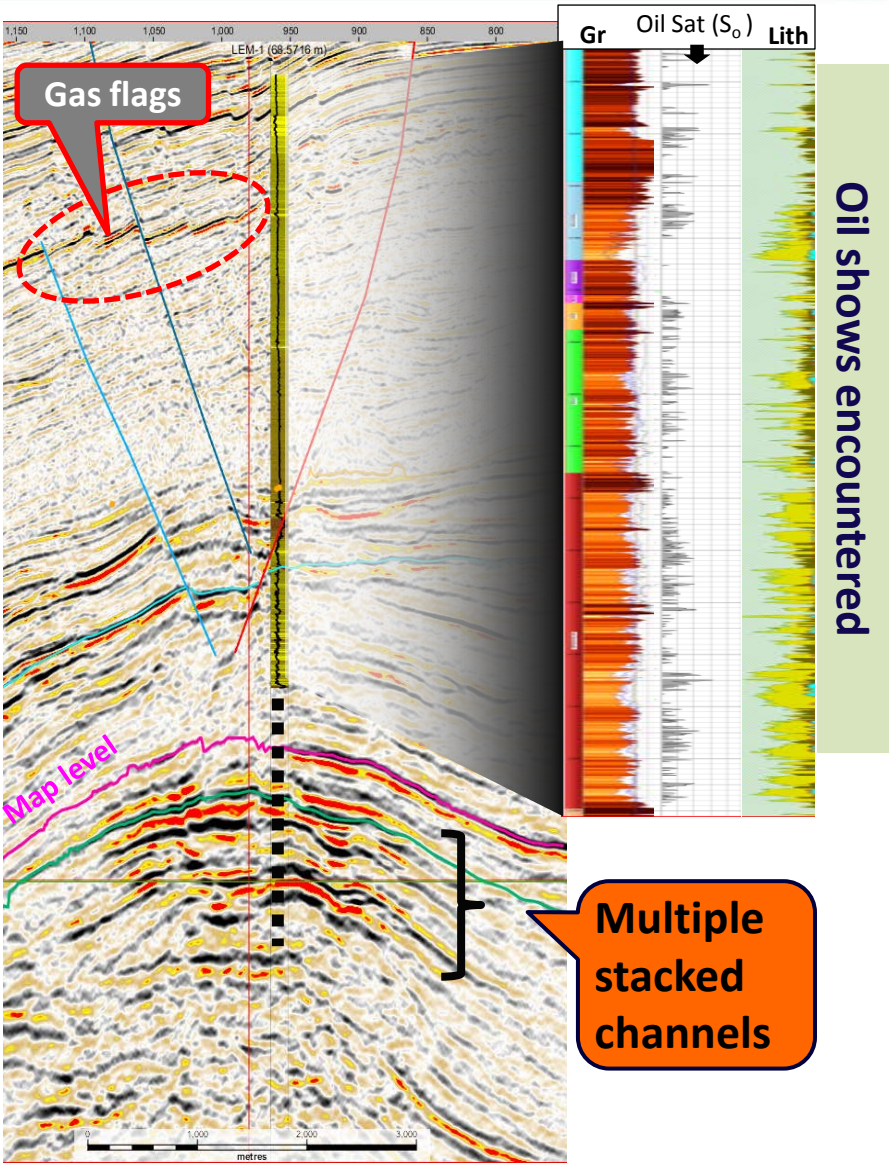 1,150 1,100 1,050 1,000 950 900 850 800
LEM-1 (68.5716 m)
Gas flags
Gr Oil Sat (So) Lith
Oil shows encountered
Map level
Multiple
stacked
channels
0 1,000 2,000 3,000
metres